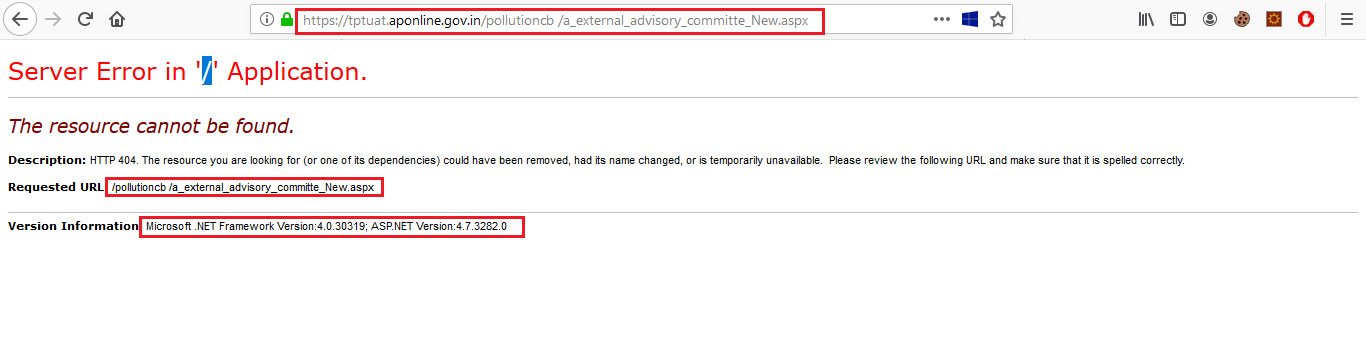 https://tptuat.aponline.gov.in/pollutioncb /a_external_advisory_committe_New.aspx
Server Error in '/' Application.
The resource cannot be found.
Description: HTTP 404. The resource you are looking for (or one of its dependencies) could have been removed, had its name changed, or is temporarily unavailable.  Please review the following URL and make sure that it is spelled correctly.
Requested URL /pollutioncb /a_external_advisory_committe_New.aspx
Version Information Microsoft .NET Framework Version:4.0.30319; ASP.NET Version:4.7.3282.0